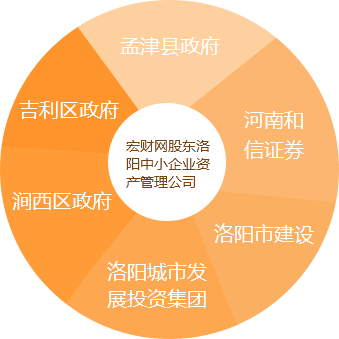 孟津县政府
河南和
信证券
洛阳市建设
洛阳城市发
展投资集团
涧西区政府
吉利区政府
宏财网股东洛
阳中小企业资
产管理公司